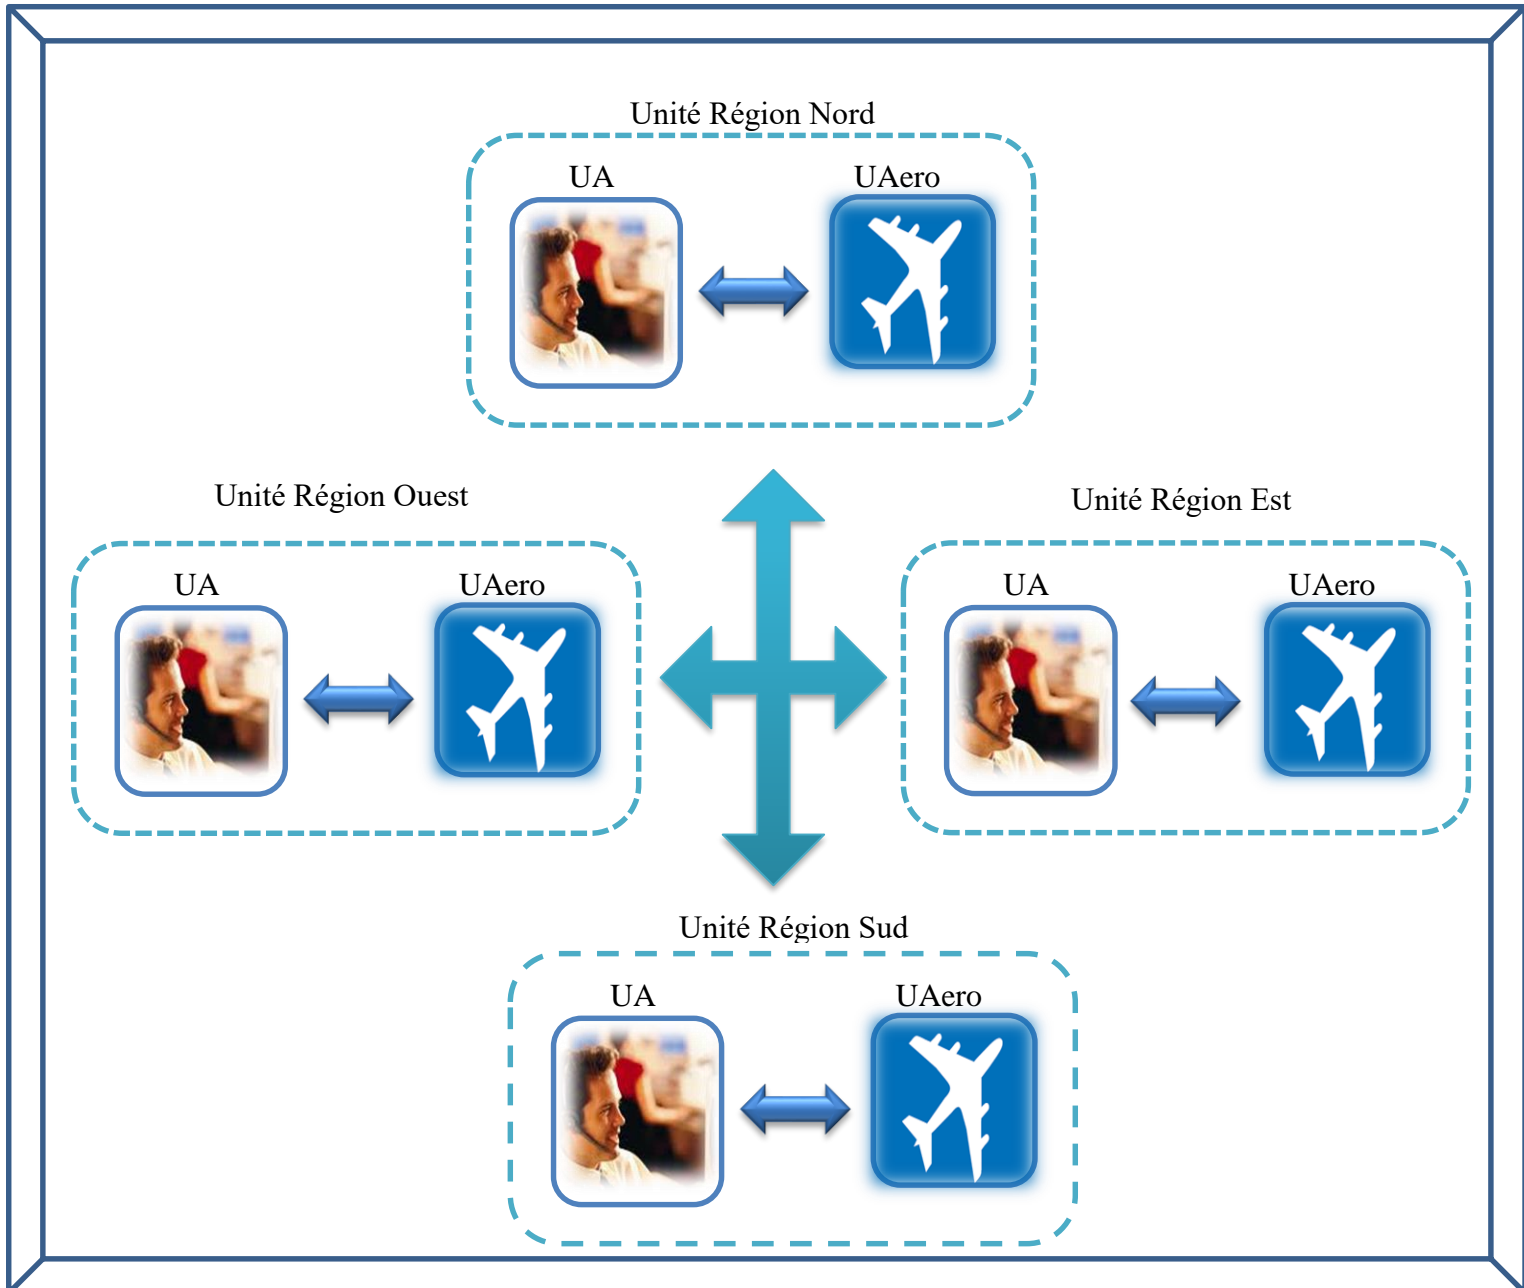 Unité Région Nord
UA
UAero
Unité Région Ouest
UA
UAero
Unité Région Est
UA
UAero
Unité Région Sud
UA
UAero